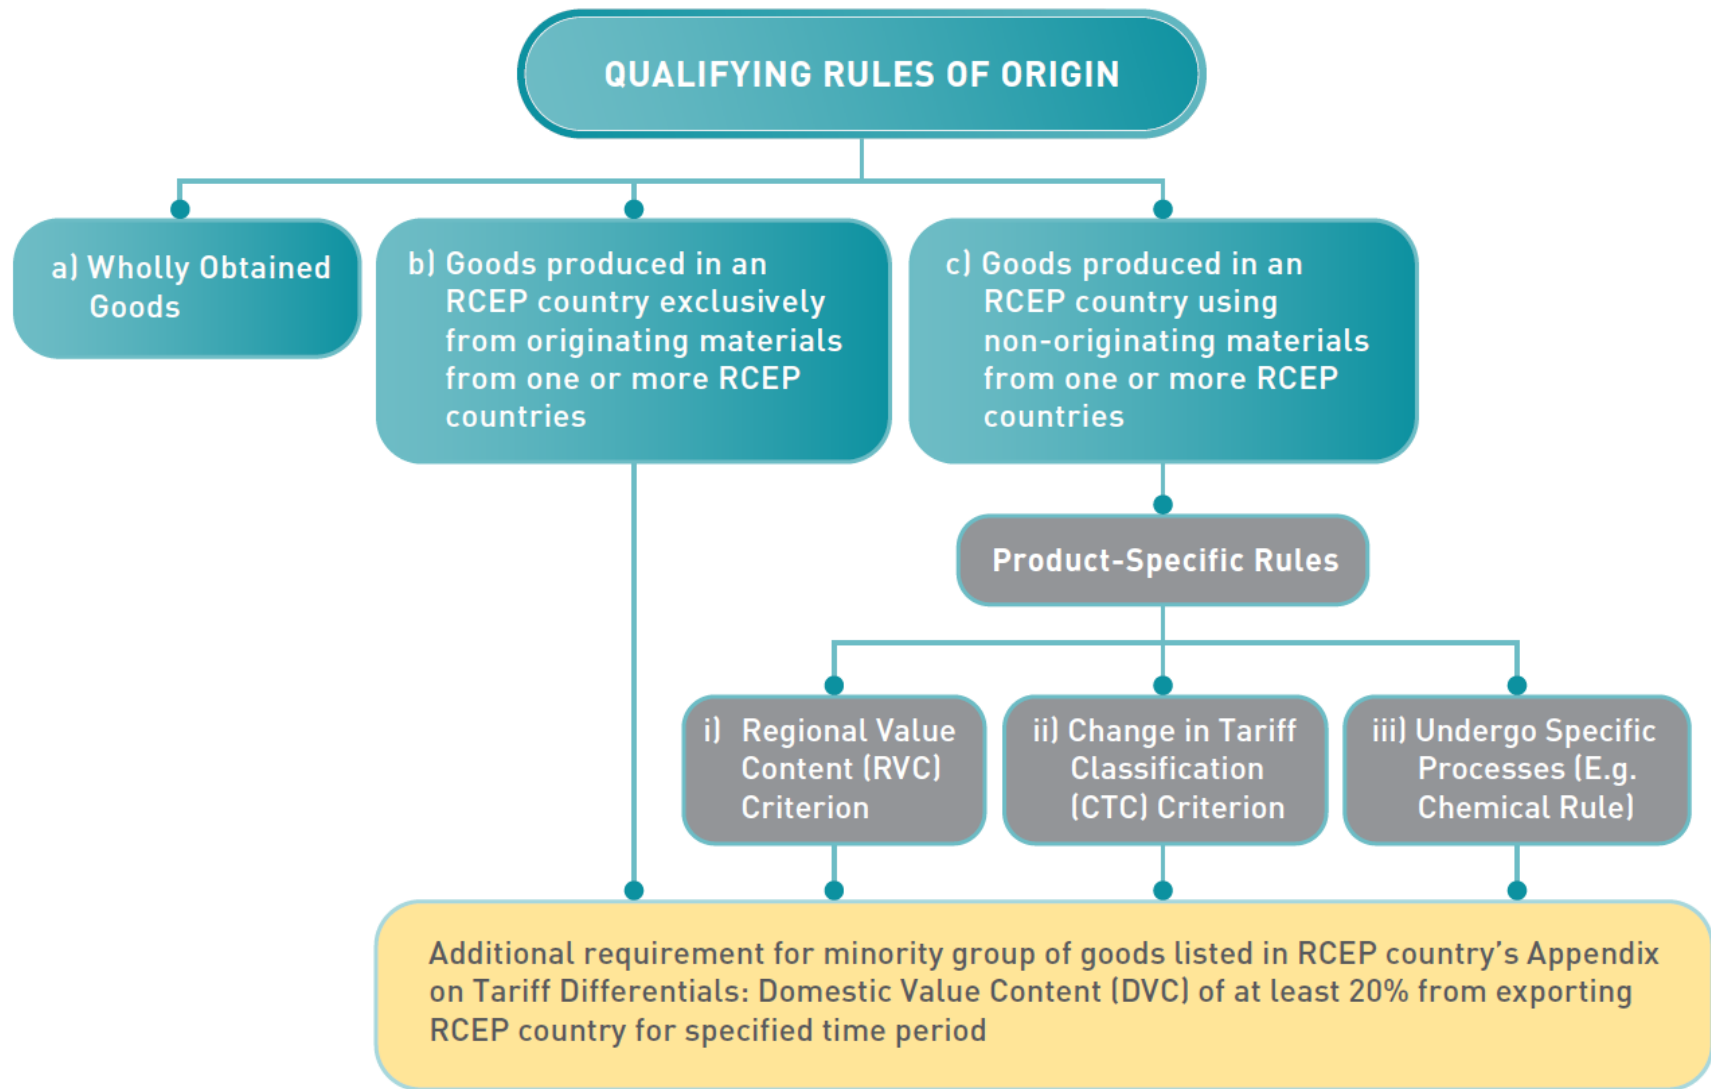 QUALIFYING RULES OF ORIGIN
a) Wholly Obtained
Goods
b) Goods produced in an
RCEP country exclusively
from originating materials
from one or more RCEP
countries
c) Goods produced in an
RCEP country using
non-originating materials
from one or more RCEP
countries
Product-Specific Rules
i) Regional Value
Content (RVC)
Criterion
ii) Change in Tariff
Classification
(CTC) Criterion
iii) Undergo Specific
Processes (E.g.
Chemical Rule)
Additional requirement for minority group of goods listed in RCEP country’s Appendix
on Tariff Differentials: Domestic Value Content (DVC) of at least 20% from exporting
RCEP country for specified time period